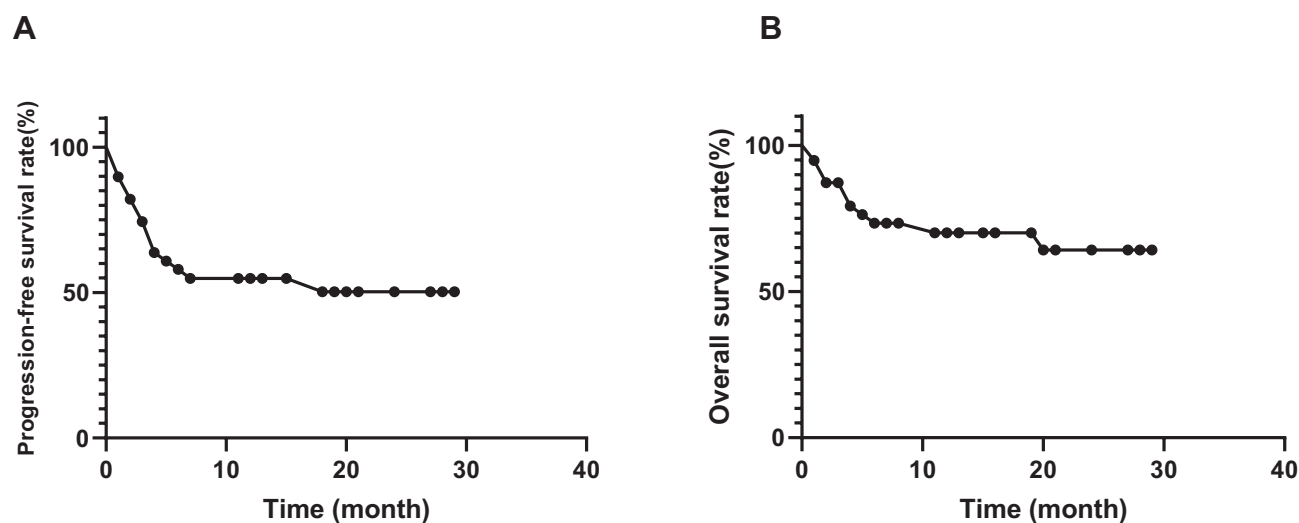 A
Progression-free survival rate(%)
100
50
0
0 10 20 30 40
Time (month)
B
Overall survival rate(%)
100
50
0
0 10 20 30 40
Time (month)